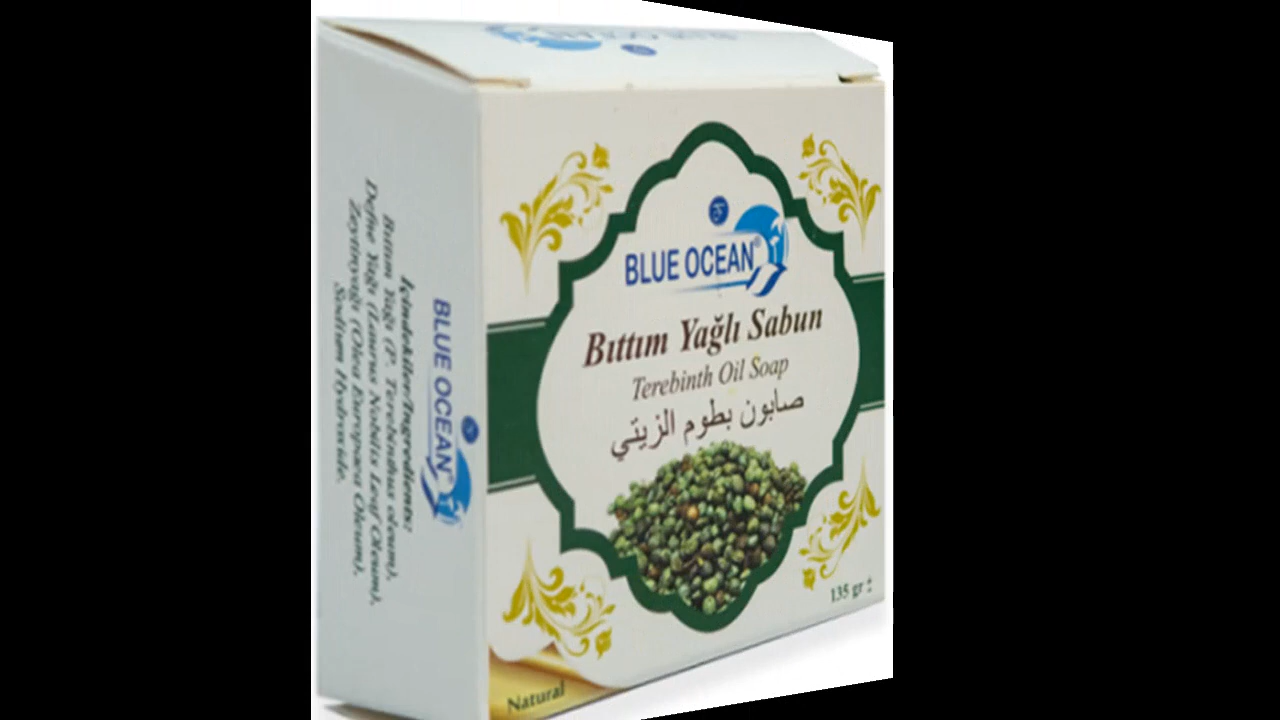 BLUE OCEAN®
Bıttım Yağlı Sabun
Terebinth Oil Soap
صابون بطوم الزيتي
135 gr ±
Natural
BLUE OCEAN®
İçindekiler/Ingredients:
Bıttım Yağı (P. Terebinthus oleum),
Defne Yağı (Laurus Nobilis Leaf Oleum),
Zeytinyağı (Olea Europaea Oleum),
Sodium Hydroxide.